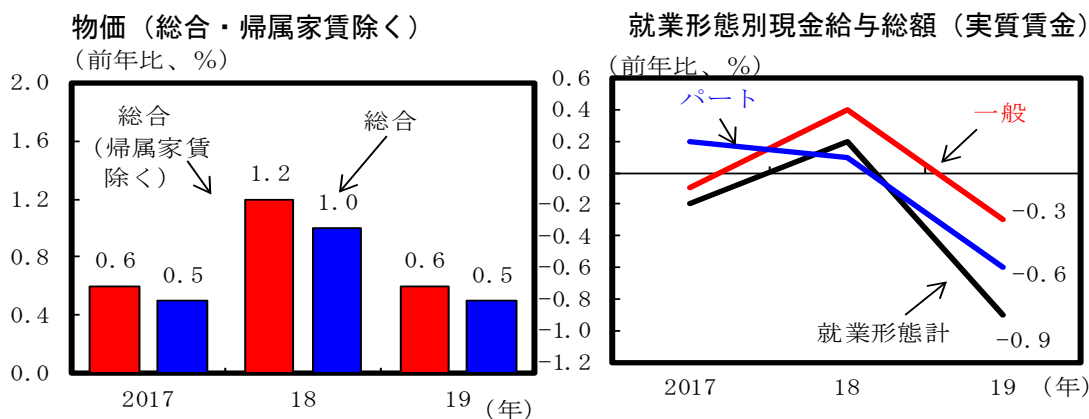 物価（総合・帰属家賃除く）
（前年比、%）
2.0
1.6
1.2
0.8
0.4
0.0
総合
（帰属家賃
除く）
総合
0.6
0.5
1.2
1.0
0.6
0.5
2017
18
19
（年）
就業形態別現金給与総額（実質賃金）
（前年比、%）
0.6
0.4
0.2
0.0
−0.2
−0.4
−0.6
−0.8
−1.0
−1.2
パート
一般
就業形態計
−0.3
−0.6
−0.9
2017
18
19
（年）